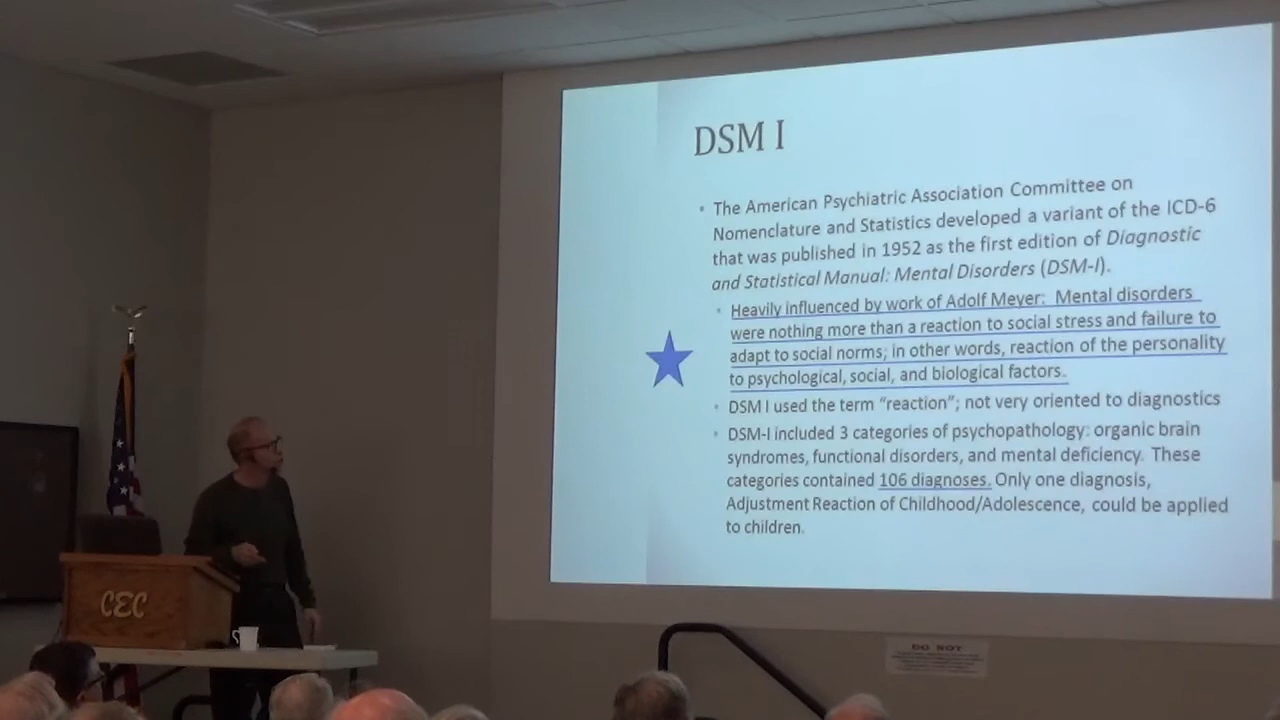 DSM I
• The American Psychiatric Association Committee on
Nomenclature and Statistics developed a variant of the ICD-6
that was published in 1952 as the first edition of Diagnostic
and Statistical Manual: Mental Disorders (DSM-I).
• Heavily influenced by work of Adolf Meyer: Mental disorders
were nothing more than a reaction to social stress and failure to
adapt to social norms; in other words, reaction of the personality
to psychological, social, and biological factors.
• DSM I used the term “reaction”; not very oriented to diagnostics
• DSM-I included 3 categories of psychopathology: organic brain
syndromes, functional disorders, and mental deficiency. These
categories contained 106 diagnoses. Only one diagnosis,
Adjustment Reaction of Childhood/Adolescence, could be applied
to children.
CEC
DO NOT